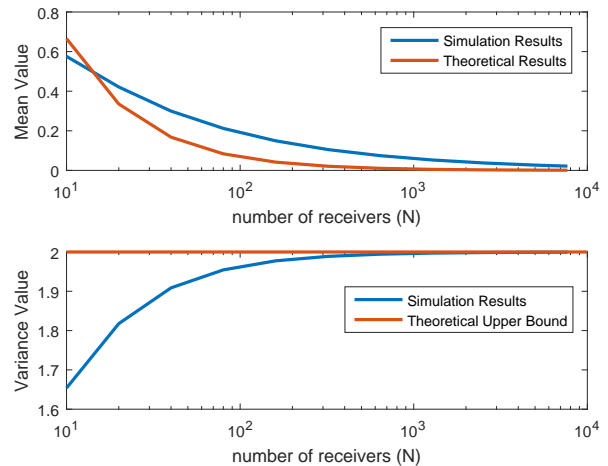 0.8
0.6
0.4
0.2
0
Mean Value
Simulation Results
Theoretical Results
10^1
10^2
10^3
10^4
number of receivers (N)
2
1.9
1.8
1.7
1.6
Variance Value
Simulation Results
Theoretical Upper Bound
10^1
10^2
10^3
10^4
number of receivers (N)